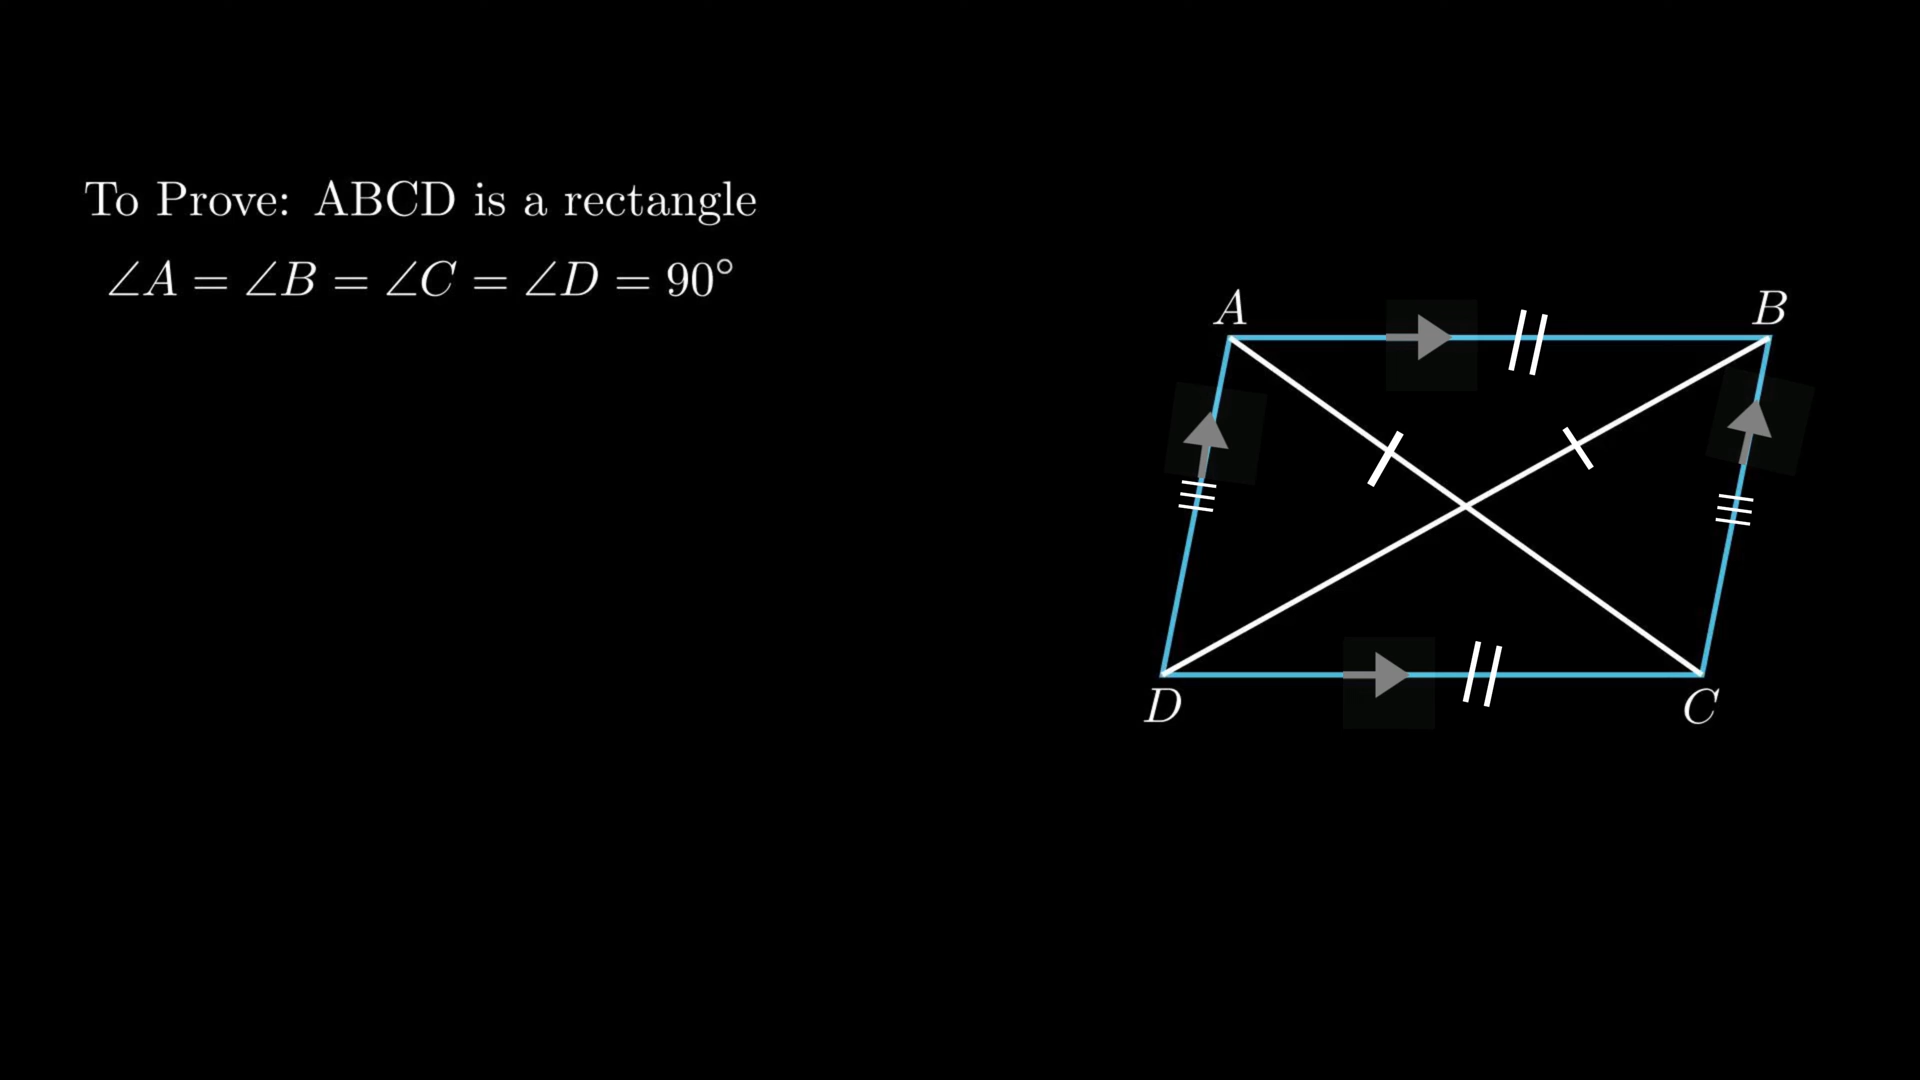 To Prove: ABCD is a rectangle
∠A = ∠B = ∠C = ∠D = 90°
A
B
D
C